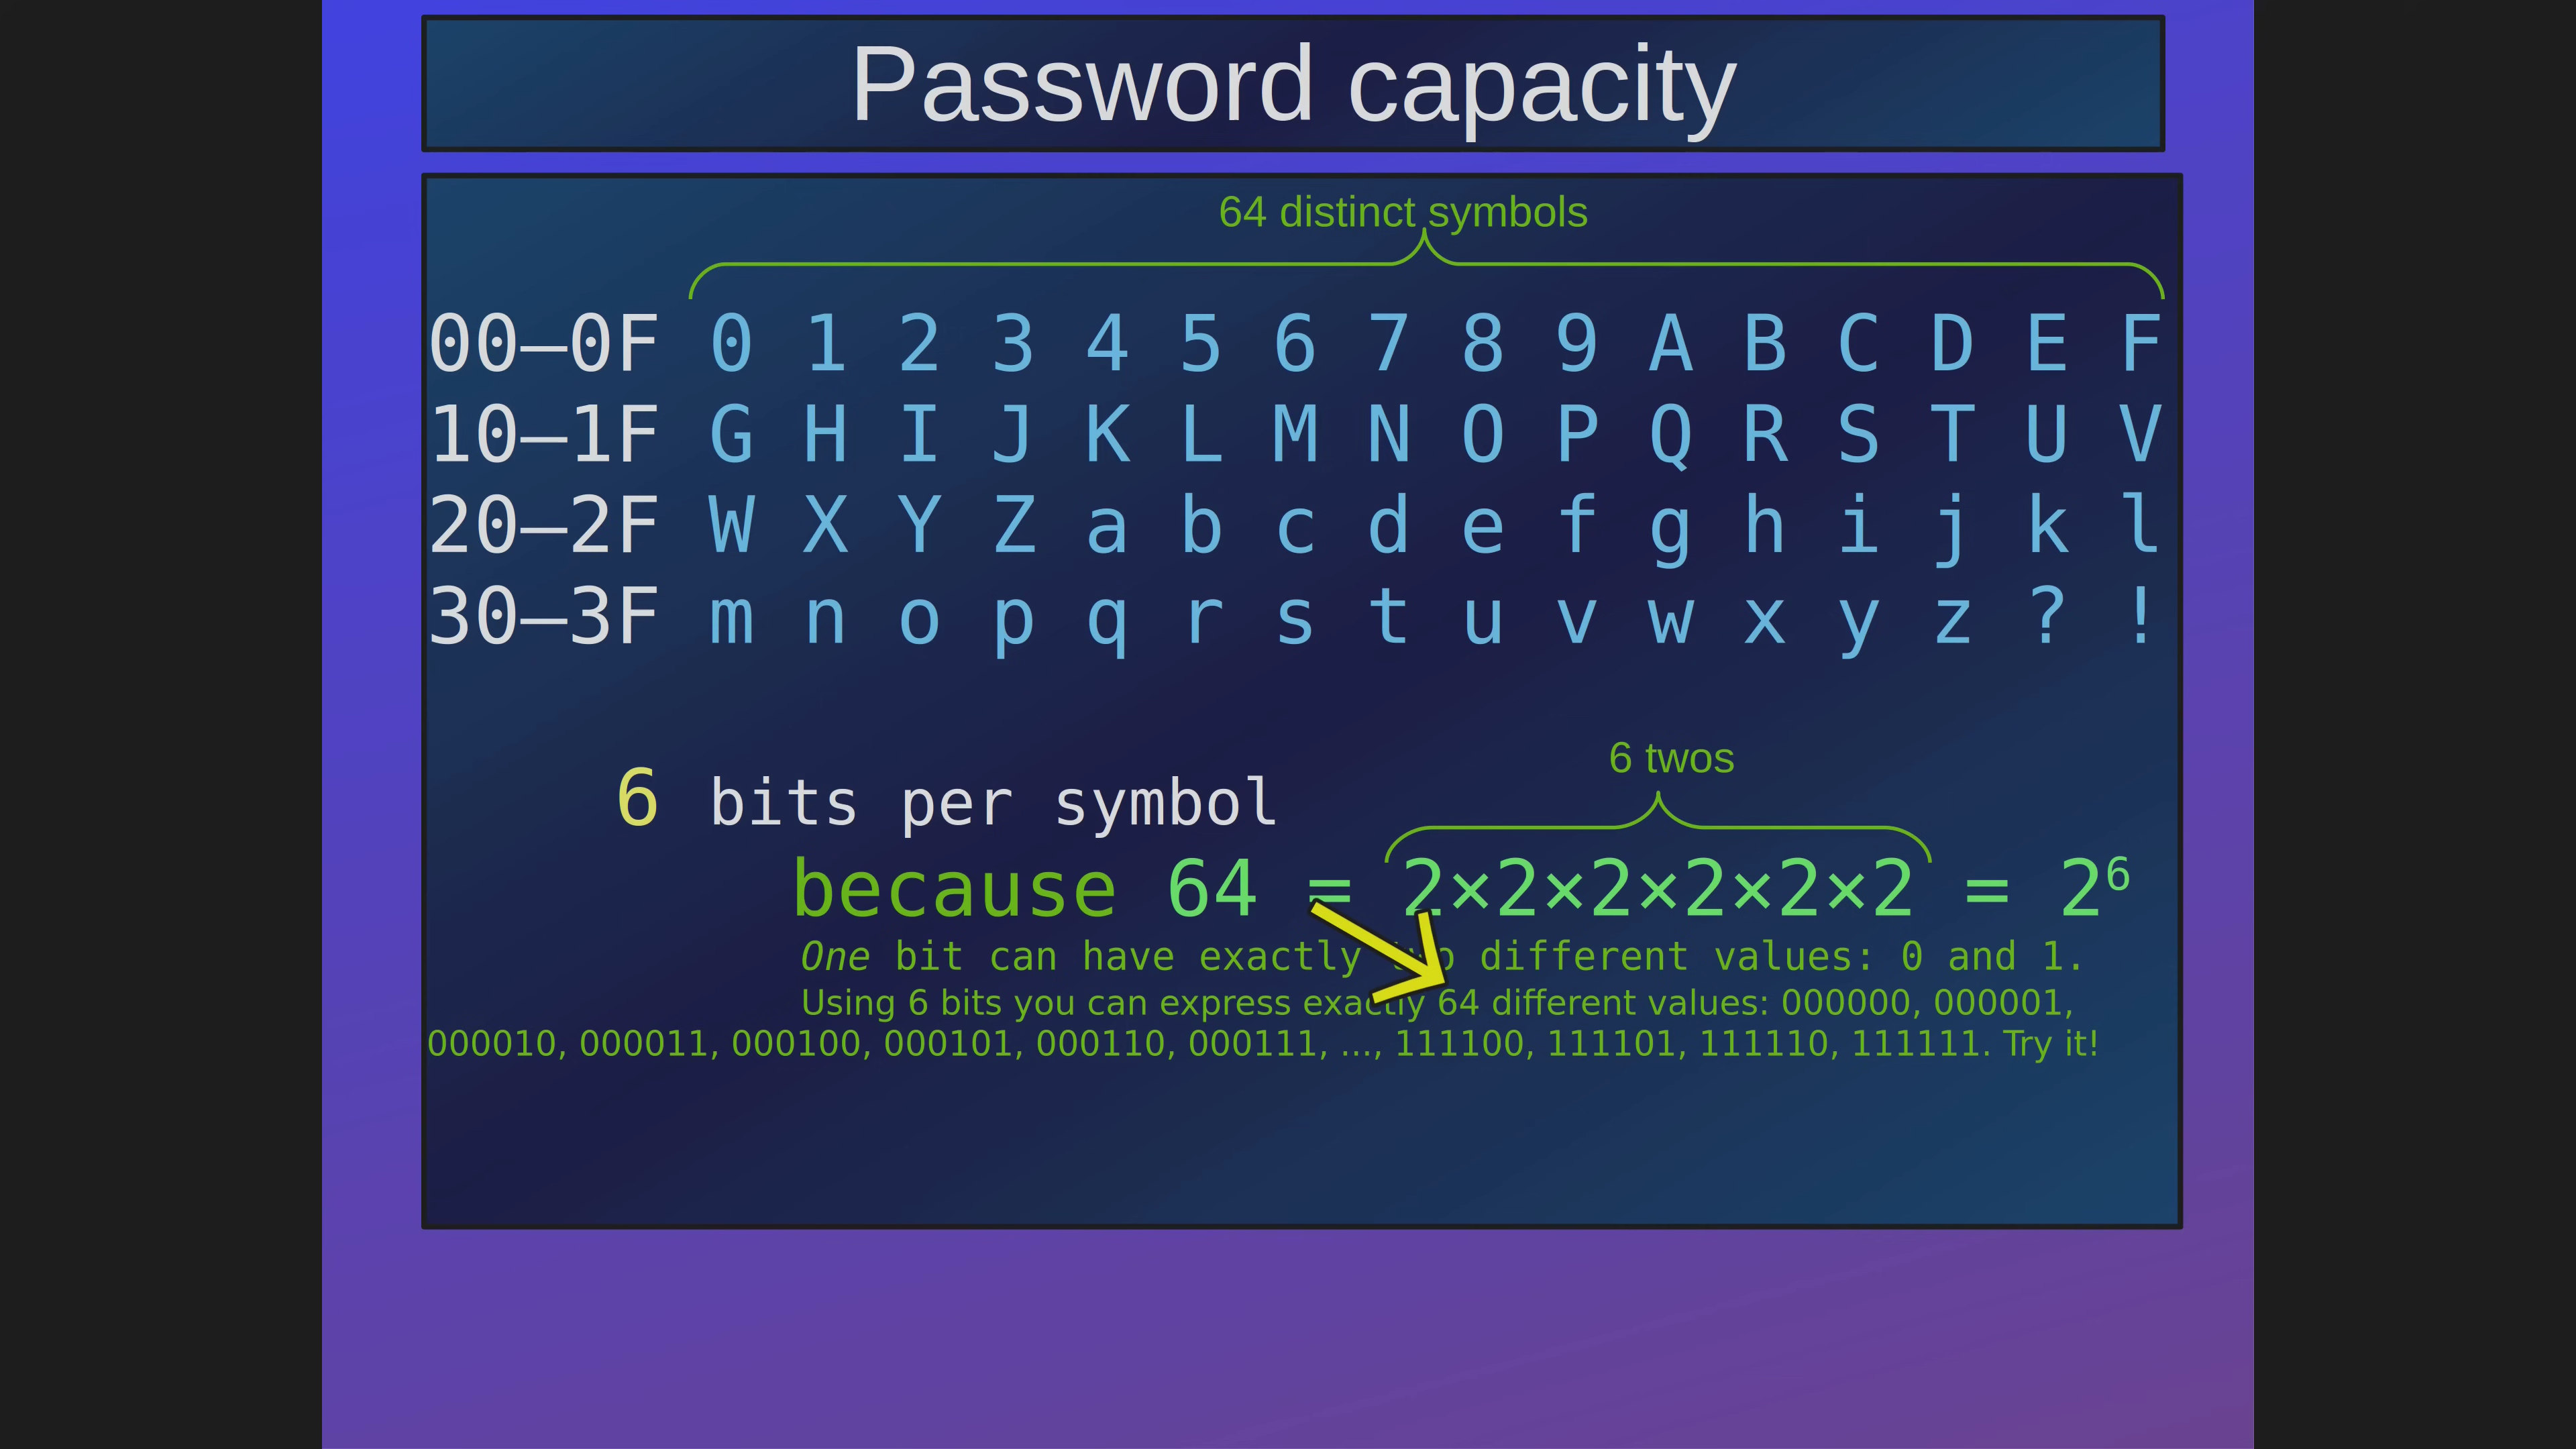 Password capacity
64 distinct symbols
00–0F 0 1 2 3 4 5 6 7 8 9 A B C D E F
10–1F G H I J K L M N O P Q R S T U V
20–2F W X Y Z a b c d e f g h i j k l
30–3F m n o p q r s t u v w x y z ? !
6 twos
6 bits per symbol
because 64 = 2×2×2×2×2×2 = 2⁶
One bit can have exactly two different values: 0 and 1.
Using 6 bits you can express exactly 64 different values: 000000, 000001,
000010, 000011, 000100, 000101, 000110, 000111, ..., 111100, 111101, 111110, 111111. Try it!